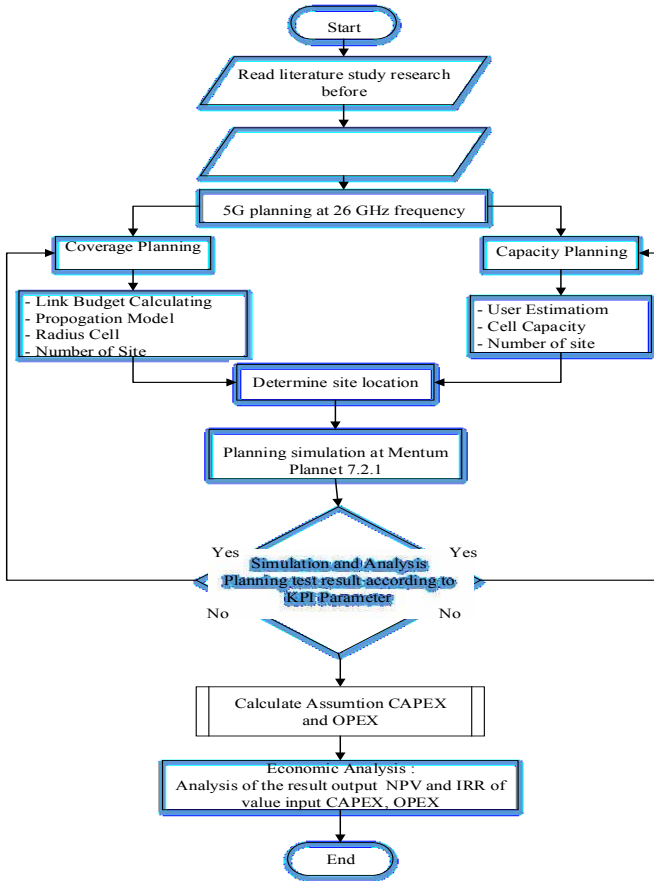 Start
Read literature study research
before
5G planning at 26 GHz frequency
Coverage Planning
Capacity Planning
- Link Budget Calculating
- Propogation Model
- Radius Cell
- Number of Site
- User Estimatiom
- Cell Capacity
- Number of site
Determine site location
Planning simulation at Mentum
Plannet 7.2.1
Yes
Yes
Simulation and Analysis
Planning test result according to
KPI Parameter
No
No
Calculate Assumtion CAPEX
and OPEX
Economic Analysis :
Analysis of the result output NPV and IRR of
value input CAPEX, OPEX
End